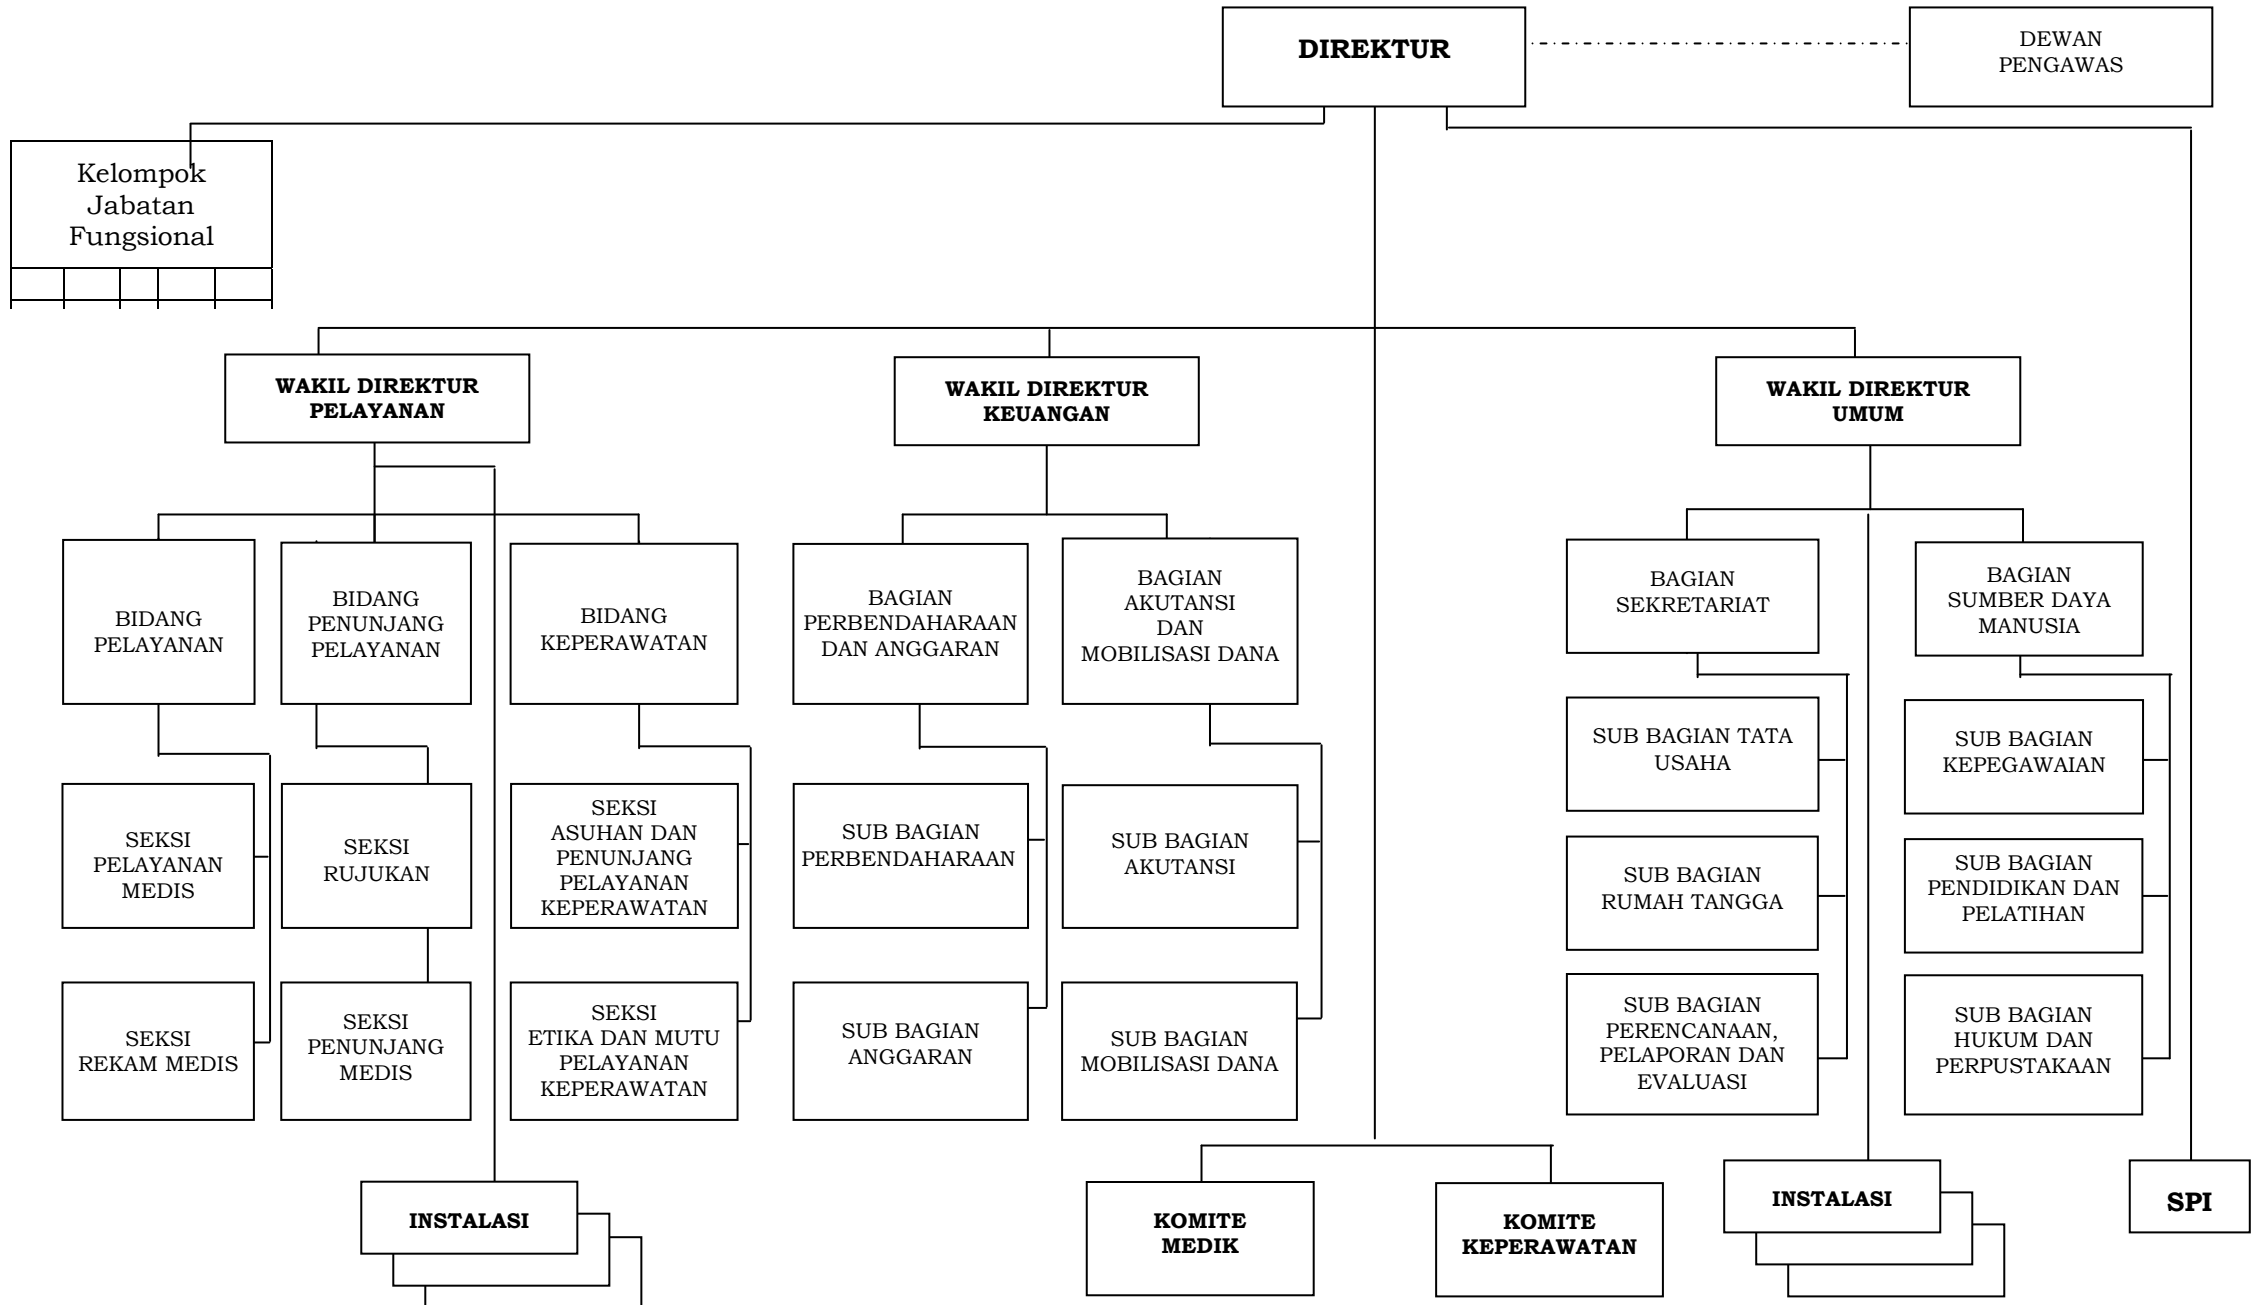 DIREKTUR
DEWAN
PENGAWAS
Kelompok
Jabatan
Fungsional
WAKIL DIREKTUR
PELAYANAN
WAKIL DIREKTUR
KEUANGAN
WAKIL DIREKTUR
UMUM
BIDANG
PELAYANAN
BIDANG
PENUNJANG
PELAYANAN
BIDANG
KEPERAWATAN
BAGIAN
PERBENDAHARAAN
DAN ANGGARAN
BAGIAN
AKUTANSI
DAN
MOBILISASI DANA
BAGIAN
SEKRETARIAT
BAGIAN
SUMBER DAYA
MANUSIA
SUB BAGIAN TATA
USAHA
SUB BAGIAN
KEPEGAWAIAN
SEKSI
PELAYANAN
MEDIS
SEKSI
RUJUKAN
SEKSI
ASUHAN DAN
PENUNJANG
PELAYANAN
KEPERAWATAN
SUB BAGIAN
PERBENDAHARAAN
SUB BAGIAN
AKUTANSI
SUB BAGIAN
RUMAH TANGGA
SUB BAGIAN
PENDIDIKAN DAN
PELATIHAN
SEKSI
REKAM MEDIS
SEKSI
PENUNJANG
MEDIS
SEKSI
ETIKA DAN MUTU
PELAYANAN
KEPERAWATAN
SUB BAGIAN
ANGGARAN
SUB BAGIAN
MOBILISASI DANA
SUB BAGIAN
PERENCANAAN,
PELAPORAN DAN
EVALUASI
SUB BAGIAN
HUKUM DAN
PERPUSTAKAAN
INSTALASI
KOMITE
MEDIK
KOMITE
KEPERAWATAN
INSTALASI
SPI